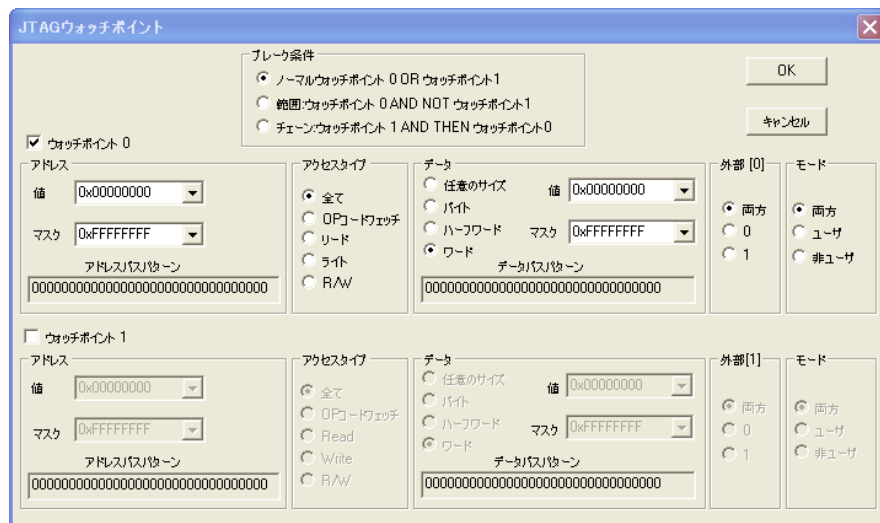 JTAGウォッチポイント
ブレーク条件
ノーマルウォッチポイント 0 OR ウォッチポイント1
範囲:ウォッチポイント 0 AND NOT ウォッチポイント1
チェーン:ウォッチポイント 1 AND THEN ウォッチポイント0
OK
キャンセル
ウォッチポイント 0
アドレス
値 0x00000000
マスク 0xFFFFFFFF
アドレスバスパターン
00000000000000000000000000000000
アクセスタイプ
全て
OPコードフェッチ
リード
ライト
R/W
データ
任意のサイズ
バイト
ハーフワード
ワード
値 0x00000000
マスク 0xFFFFFFFF
データバスパターン
00000000000000000000000000000000
外部 [0]
両方
0
1
モード
両方
ユーザ
非ユーザ
ウォッチポイント 1
アドレス
値 0x00000000
マスク 0xFFFFFFFF
アドレスバスパターン
00000000000000000000000000000000
アクセスタイプ
全て
OPコードフェッチ
Read
Write
R/W
データ
任意のサイズ
バイト
ハーフワード
ワード
値 0x00000000
マスク 0xFFFFFFFF
データバスパターン
00000000000000000000000000000000
外部[1]
両方
0
1
モード
両方
ユーザ
非ユーザ